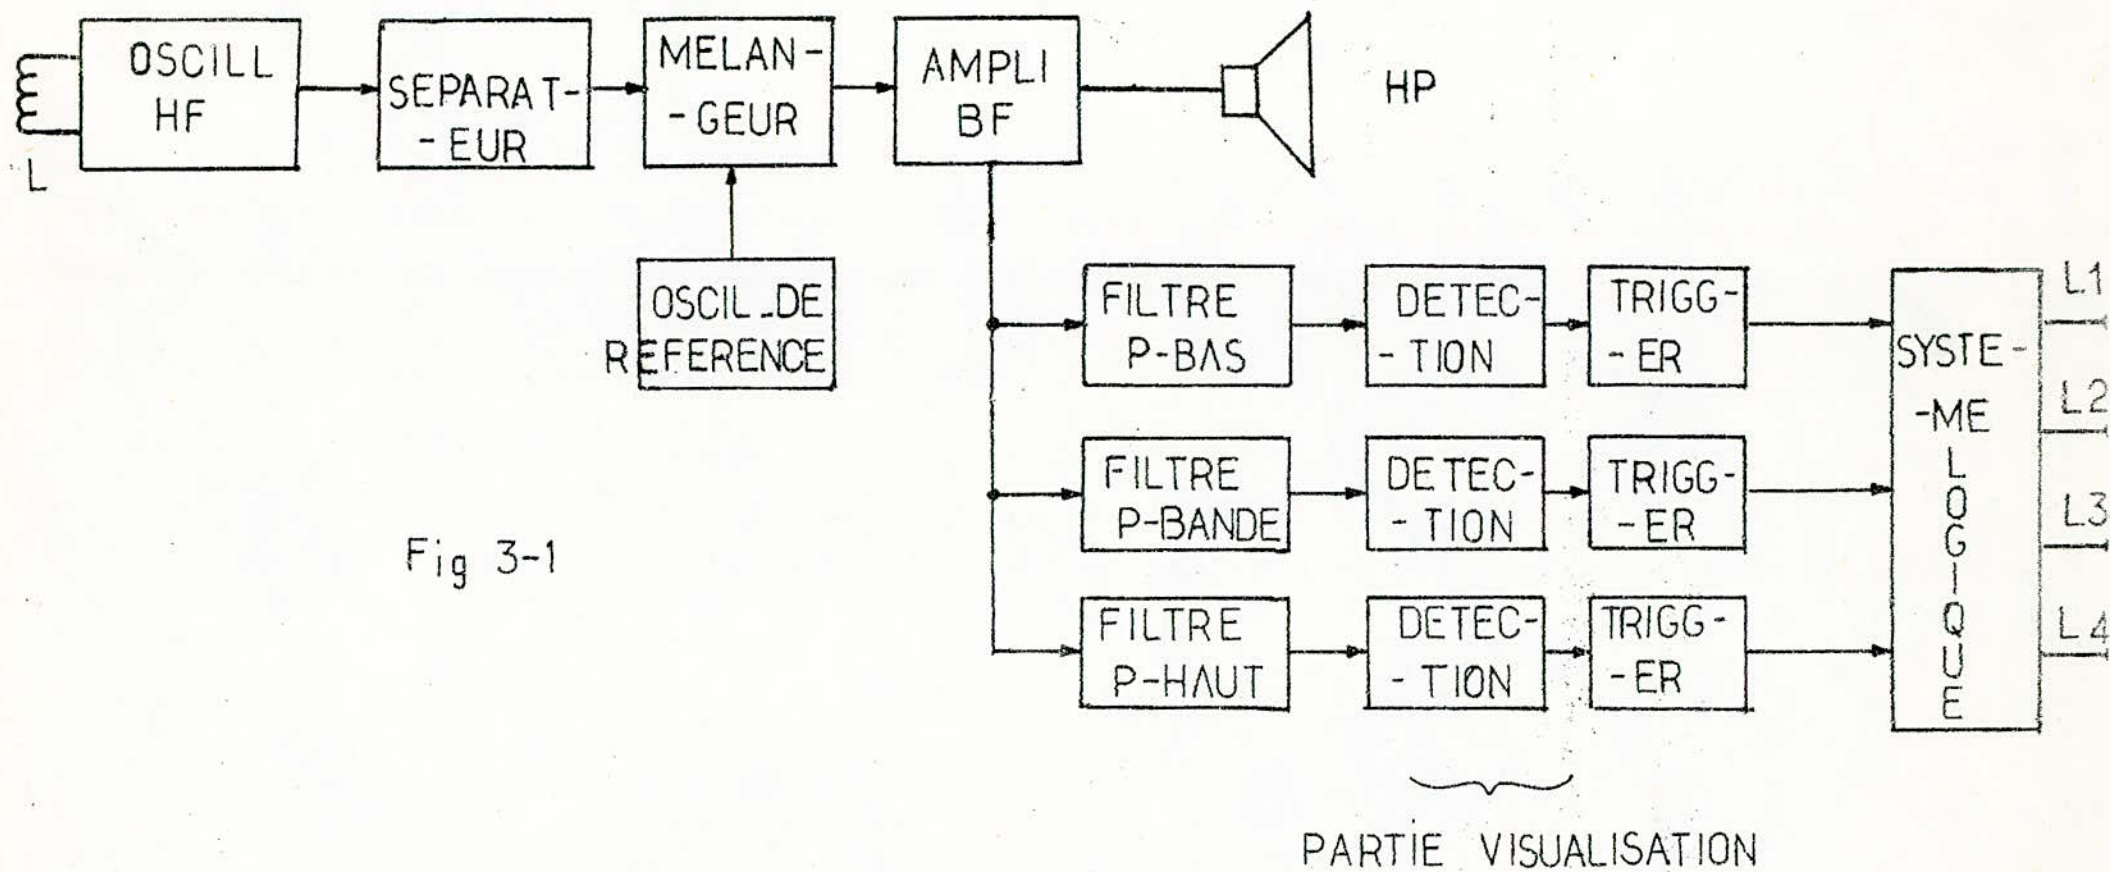 OSCILL
HF
L
SEPARAT-
-EUR
MELAN-
-GEUR
AMPLI
BF
HP
OSCIL_DE
REFERENCE
FILTRE
P-BAS
DETEC-
-TION
TRIGG-
-ER
FILTRE
P-BANDE
DETEC-
-TION
TRIGG-
-ER
FILTRE
P-HAUT
DETEC-
-TION
TRIGG-
-ER
SYSTE-
-ME
LOGIQUE
L1
L2
L3
L4
Fig 3-1
PARTIE VISUALISATION